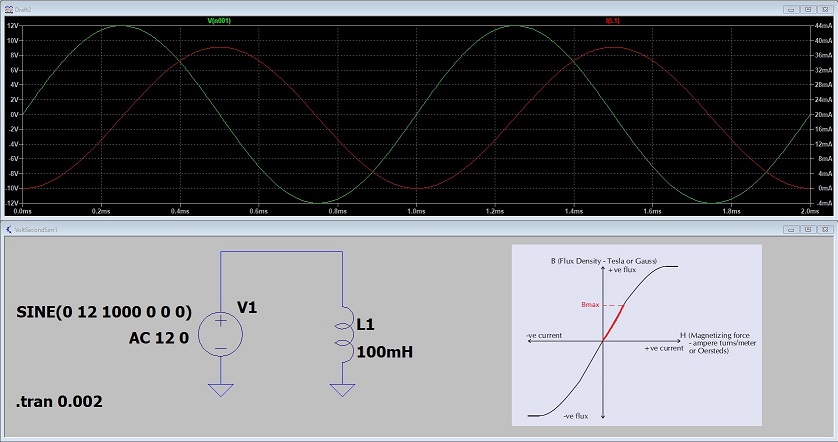 Draft2
V(n001)
I(L1)
12V
10V
8V
6V
4V
2V
0V
-2V
-4V
-6V
-8V
-10V
-12V
44mA
40mA
36mA
32mA
28mA
24mA
20mA
16mA
12mA
8mA
4mA
0mA
-4mA
0.0ms
0.2ms
0.4ms
0.6ms
0.8ms
1.0ms
1.2ms
1.4ms
1.6ms
1.8ms
2.0ms
VoltSecondSim1
SINE(0 12 1000 0 0 0)
AC 12 0
V1
L1
100mH
.tran 0.002
B (Flux Density - Tesla or Gauss)
+ve flux
Bmax
-ve current
+ve current
H (Magnetizing force
- ampere turns/meter
or Oersteds)
-ve flux